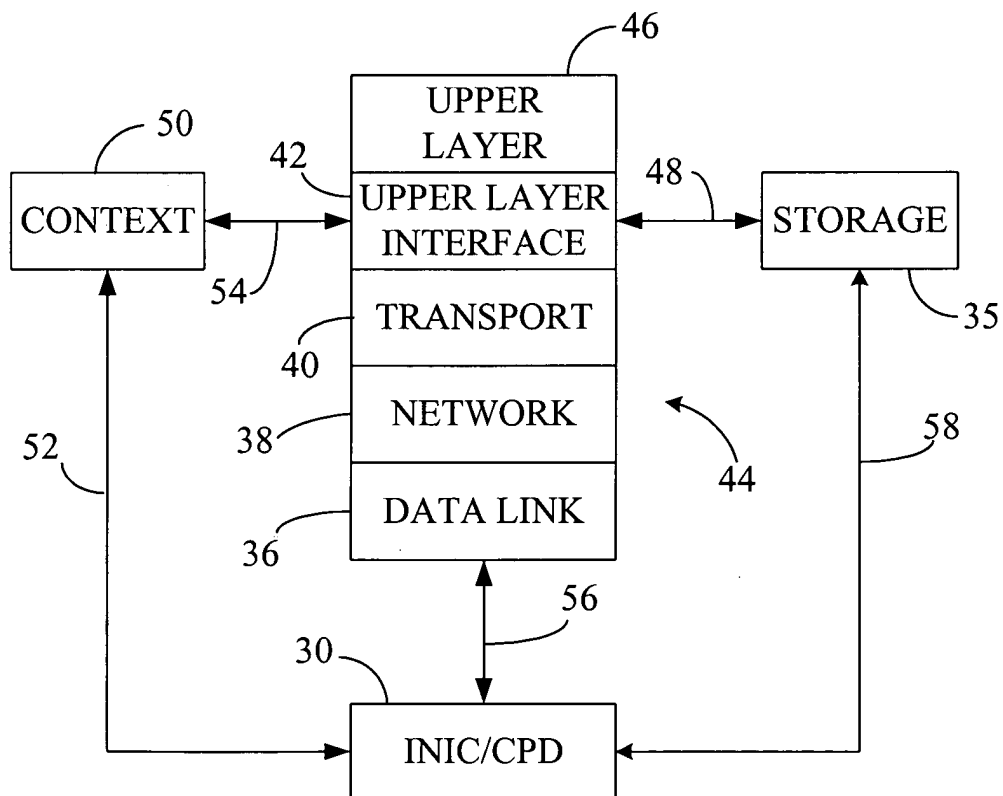 46
UPPER
LAYER
50
42
48
CONTEXT
UPPER LAYER
INTERFACE
STORAGE
54
35
TRANSPORT
40
NETWORK
38
52
58
44
DATA LINK
36
56
30
INIC/CPD